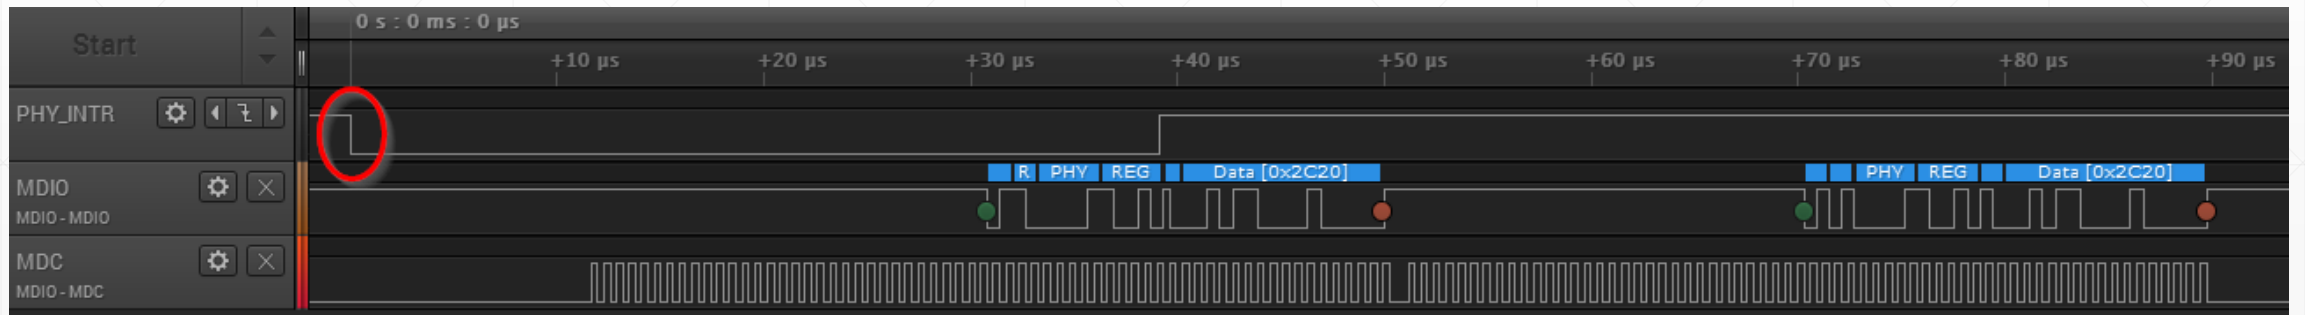 Start
0 s : 0 ms : 0 µs
+10 µs +20 µs +30 µs +40 µs +50 µs +60 µs +70 µs +80 µs +90 µs
PHY_INTR
R PHY REG Data [0x2C20] PHY REG Data [0x2C20]
MDIO
MDIO - MDIO
MDC
MDIO - MDC